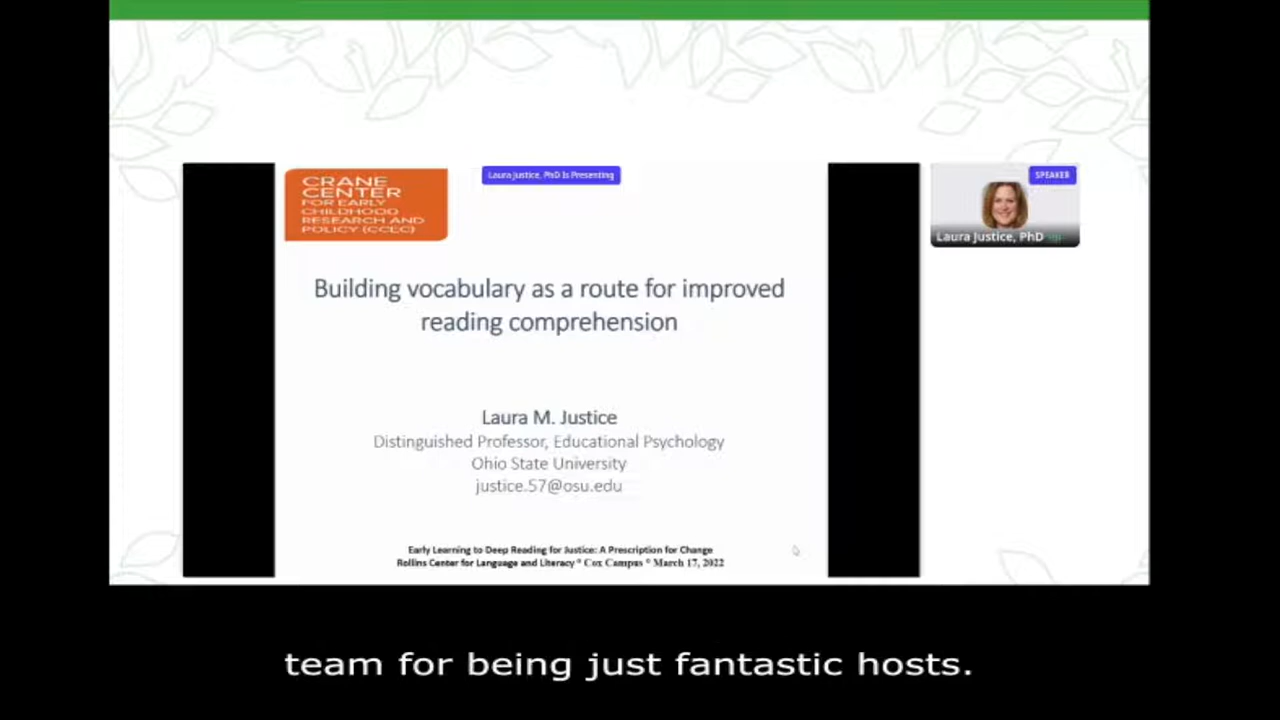 CRANE
CENTER
FOR EARLY
CHILDHOOD
RESEARCH AND
POLICY (CCEC)
Laura Justice, PhD Is Presenting
SPEAKER
Laura Justice, PhD
Building vocabulary as a route for improved
reading comprehension
Laura M. Justice
Distinguished Professor, Educational Psychology
Ohio State University
justice.57@osu.edu
Early Learning to Deep Reading for Justice: A Prescription for Change
Rollins Center for Language and Literacy * Cox Campus * March 17, 2022
team for being just fantastic hosts.